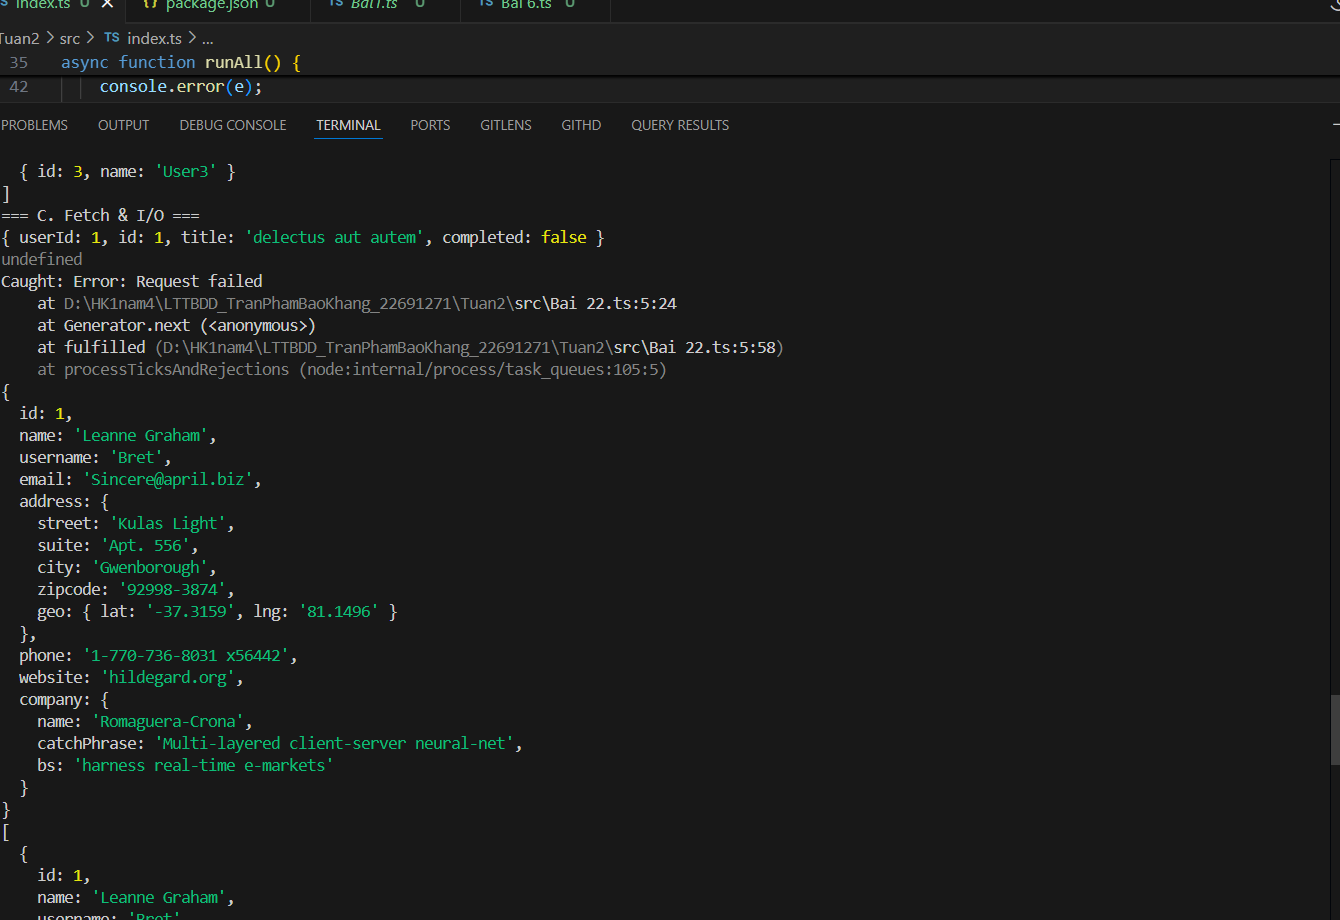 S index.ts U × {} package.json U TS Bai1.ts U TS Bai 6.ts U
Tuan2 > src > TS index.ts > ...
35 async function runAll() {
42 console.error(e);
PROBLEMS OUTPUT DEBUG CONSOLE TERMINAL PORTS GITLENS GITHD QUERY RESULTS
{ id: 3, name: 'User3' }
]
=== C. Fetch & I/O ===
{ userId: 1, id: 1, title: 'delectus aut autem', completed: false }
undefined
Caught: Error: Request failed
at D:\HK1nam4\LTTBDD_TranPhamBaoKhang_22691271\Tuan2\src\Bai 22.ts:5:24
at Generator.next (<anonymous>)
at fulfilled (D:\HK1nam4\LTTBDD_TranPhamBaoKhang_22691271\Tuan2\src\Bai 22.ts:5:58)
at processTicksAndRejections (node:internal/process/task_queues:105:5)
{
id: 1,
name: 'Leanne Graham',
username: 'Bret',
email: 'Sincere@april.biz',
address: {
street: 'Kulas Light',
suite: 'Apt. 556',
city: 'Gwenborough',
zipcode: '92998-3874',
geo: { lat: '-37.3159', lng: '81.1496' }
},
phone: '1-770-736-8031 x56442',
website: 'hildegard.org',
company: {
name: 'Romaguera-Crona',
catchPhrase: 'Multi-layered client-server neural-net',
bs: 'harness real-time e-markets'
}
}
[
{
id: 1,
name: 'Leanne Graham',
username: 'Bret'